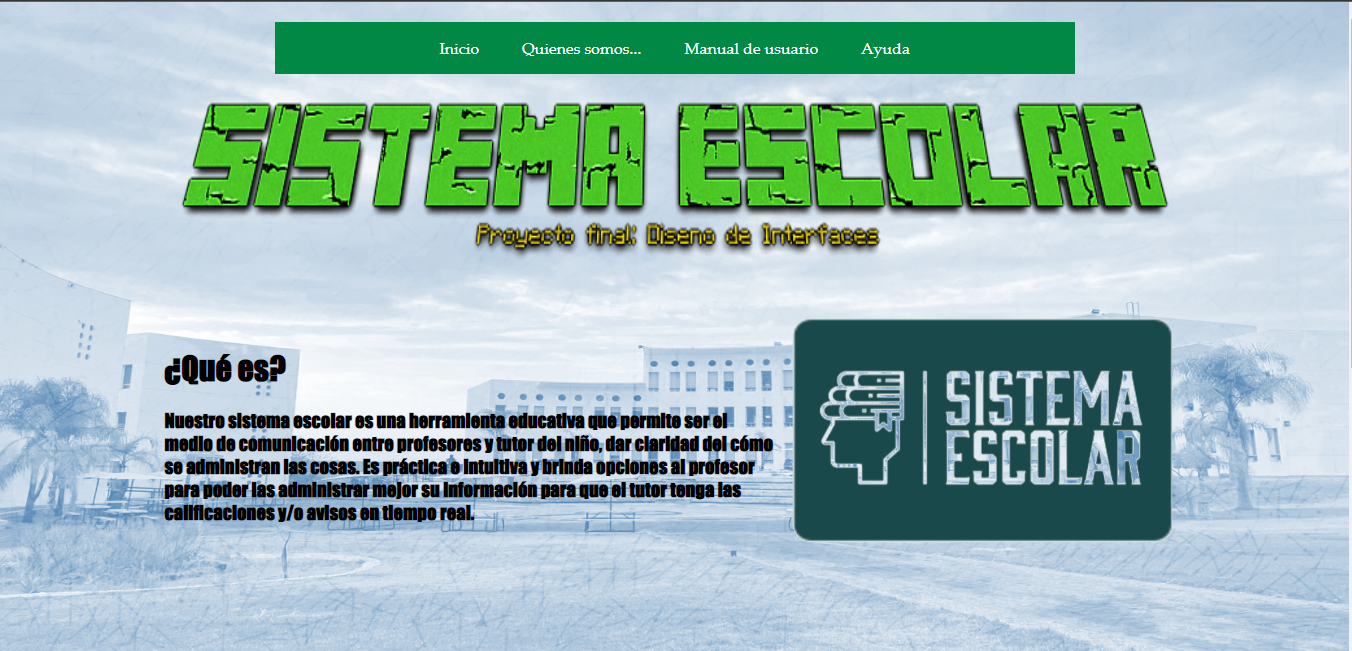 Inicio Quienes somos... Manual de usuario Ayuda
SISTEMA ESCOLAR
Proyecto final: Diseno de Interfaces
¿Qué es?
Nuestro sistema escolar es una herramienta educativa que permite ser el
medio de comunicación entre profesores y tutor del niño, dar claridad del cómo
se administran las cosas. Es práctica e intuitiva y brinda opciones al profesor
para poder las administrar mejor su información para que el tutor tenga las
calificaciones y/o avisos en tiempo real.
SISTEMA
ESCOLAR